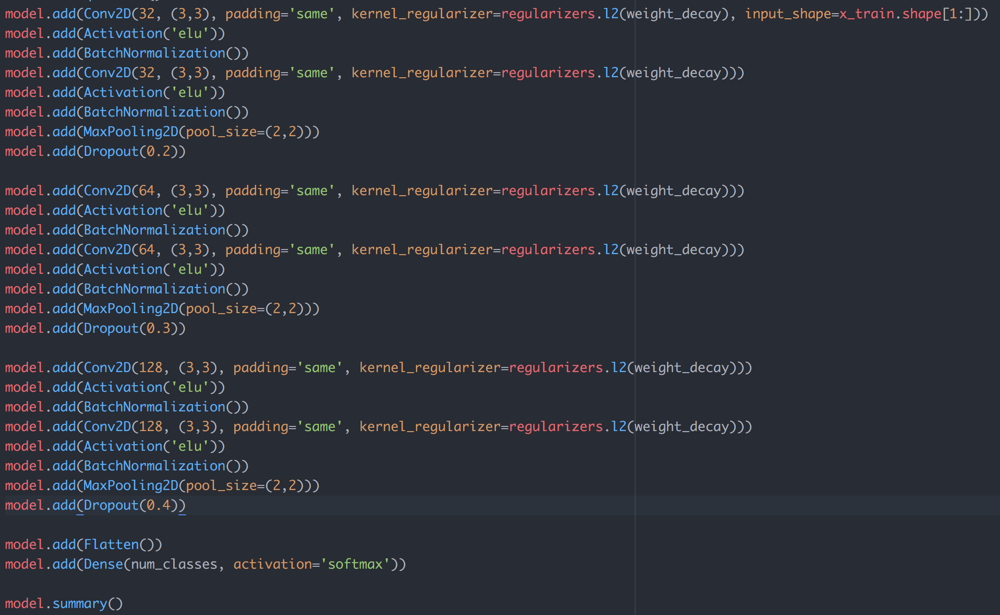 model.add(Conv2D(32, (3,3), padding='same', kernel_regularizer=regularizers.l2(weight_decay), input_shape=x_train.shape[1:]))
model.add(Activation('elu'))
model.add(BatchNormalization())
model.add(Conv2D(32, (3,3), padding='same', kernel_regularizer=regularizers.l2(weight_decay)))
model.add(Activation('elu'))
model.add(BatchNormalization())
model.add(MaxPooling2D(pool_size=(2,2)))
model.add(Dropout(0.2))

model.add(Conv2D(64, (3,3), padding='same', kernel_regularizer=regularizers.l2(weight_decay)))
model.add(Activation('elu'))
model.add(BatchNormalization())
model.add(Conv2D(64, (3,3), padding='same', kernel_regularizer=regularizers.l2(weight_decay)))
model.add(Activation('elu'))
model.add(BatchNormalization())
model.add(MaxPooling2D(pool_size=(2,2)))
model.add(Dropout(0.3))

model.add(Conv2D(128, (3,3), padding='same', kernel_regularizer=regularizers.l2(weight_decay)))
model.add(Activation('elu'))
model.add(BatchNormalization())
model.add(Conv2D(128, (3,3), padding='same', kernel_regularizer=regularizers.l2(weight_decay)))
model.add(Activation('elu'))
model.add(BatchNormalization())
model.add(MaxPooling2D(pool_size=(2,2)))
model.add(Dropout(0.4))

model.add(Flatten())
model.add(Dense(num_classes, activation='softmax'))

model.summary()